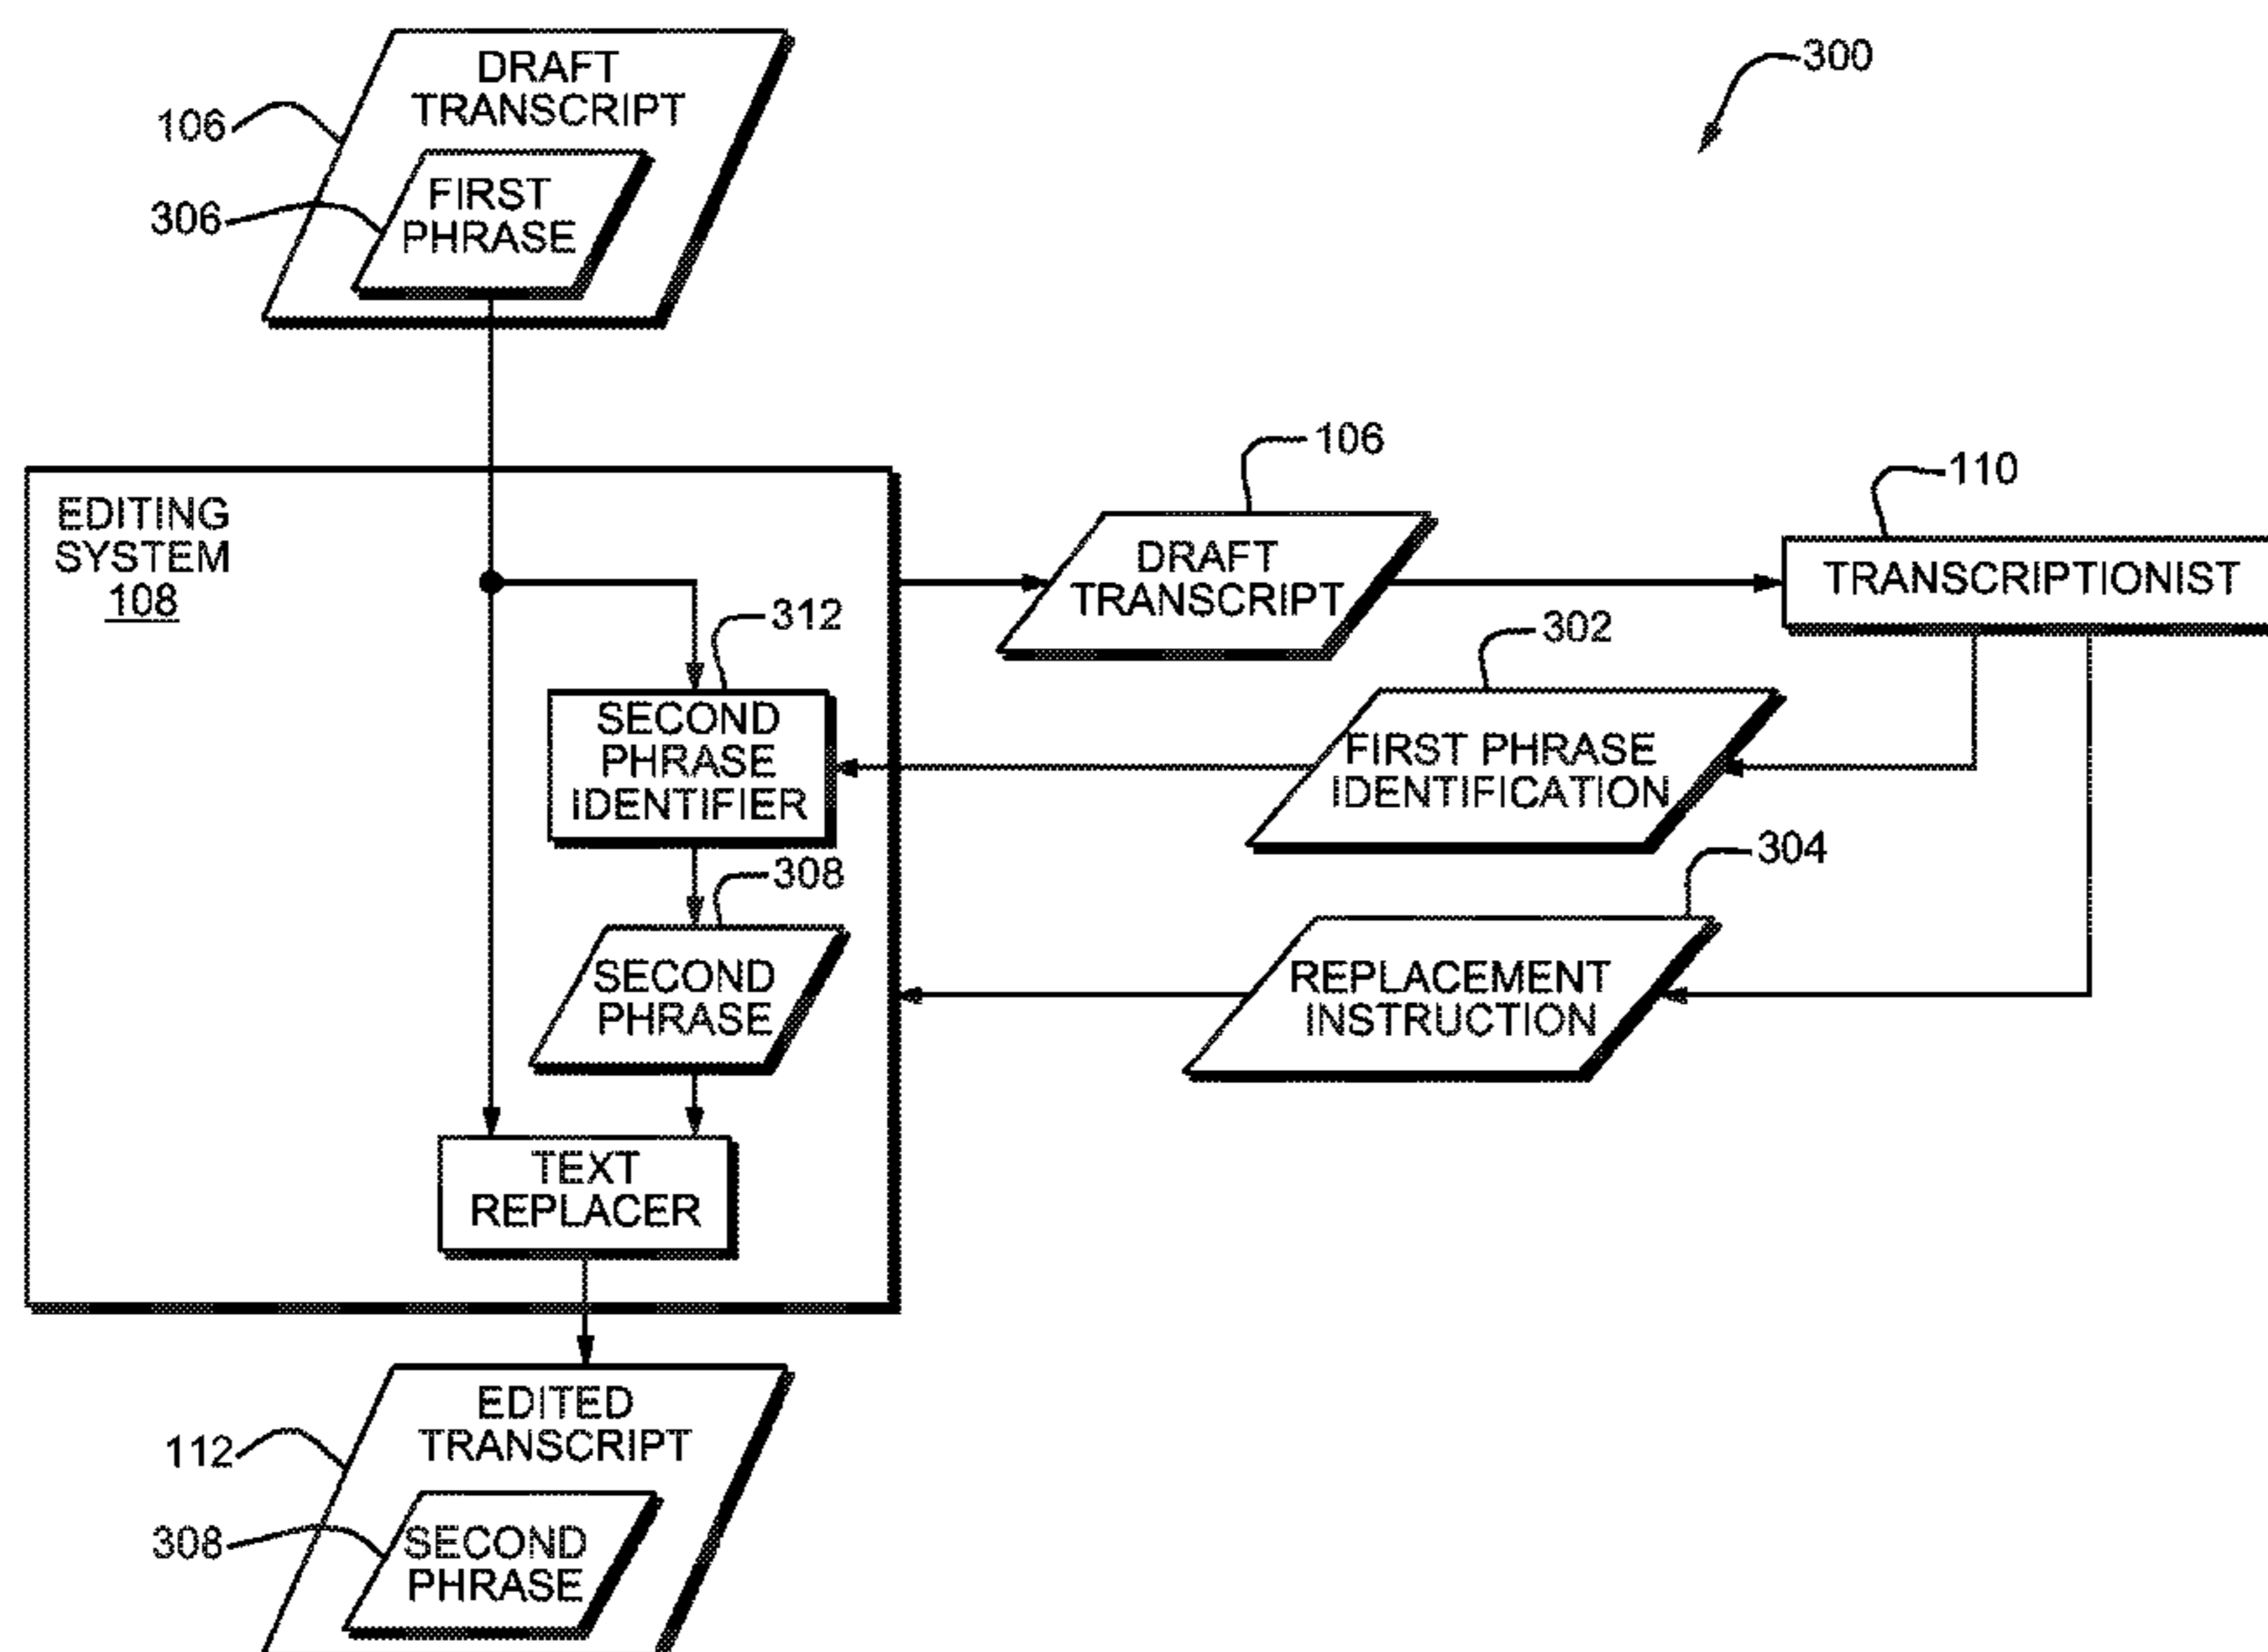 300
DRAFT
TRANSCRIPT
106
FIRST
PHRASE
306
EDITING
SYSTEM
108
106
DRAFT
TRANSCRIPT
110
TRANSCRIPTIONIST
312
SECOND
PHRASE
IDENTIFIER
302
FIRST PHRASE
IDENTIFICATION
308
SECOND
PHRASE
304
REPLACEMENT
INSTRUCTION
TEXT
REPLACER
EDITED
TRANSCRIPT
112
308
SECOND
PHRASE